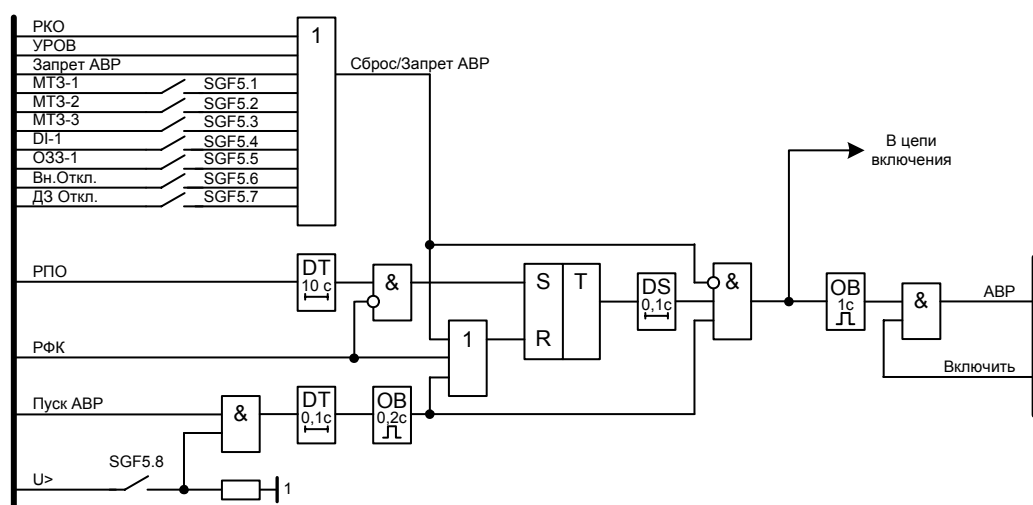 РКО
УРОВ
Запрет АВР
МТЗ-1 SGF5.1
МТЗ-2 SGF5.2
МТЗ-3 SGF5.3
DI-1 SGF5.4
ОЗЗ-1 SGF5.5
Вн.Откл. SGF5.6
ДЗ Откл. SGF5.7
1
Сброс/Запрет АВР
В цепи
включения
РПО
DT
10 с
&
S T
R
DS
0,1с
&
ОВ
1с
&
АВР
Включить
РФК
1
Пуск АВР
&
DT
0,1с
ОВ
0,2с
SGF5.8
U>
1